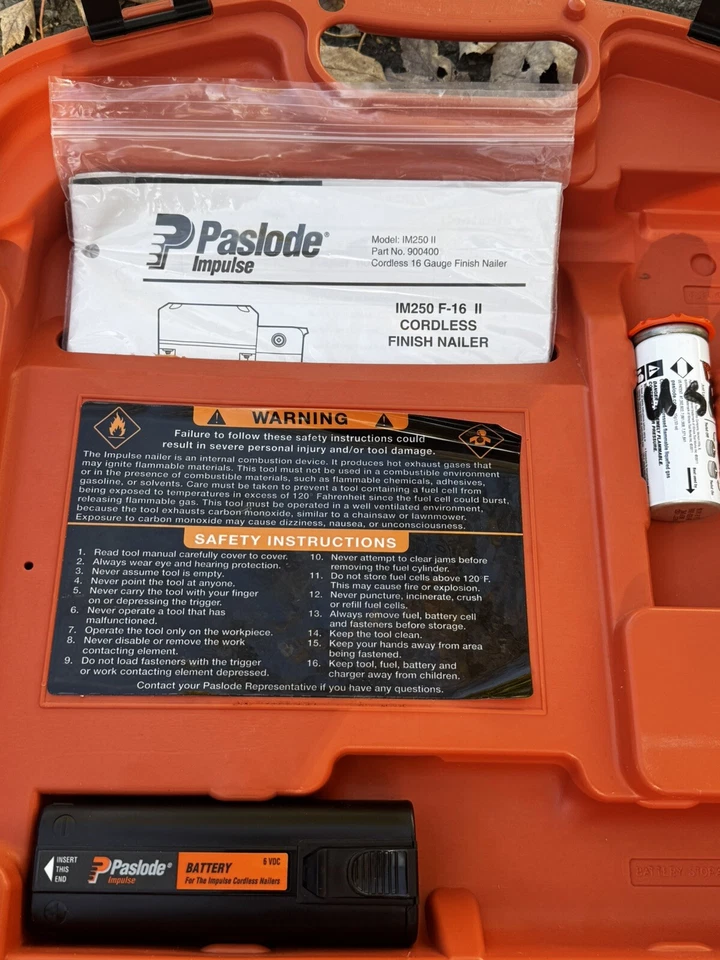 Paslode®
Impulse
Model: IM250 II
Part No. 900400
Cordless 16 Gauge Finish Nailer
IM250 F-16 II
CORDLESS
FINISH NAILER
WARNING
Failure to follow these safety instructions could
result in severe personal injury and/or tool damage.
The Impulse nailer is an internal combustion device. It produces hot exhaust gases that
may ignite flammable materials. This tool must not be used in a combustible environment
or in the presence of combustible materials, such as flammable chemicals, adhesives,
gasoline, or solvents. Care must be taken to prevent a tool containing a fuel cell from
being exposed to temperatures in excess of 120° Fahrenheit since the fuel cell could burst,
releasing flammable gas. This tool must be operated in a well ventilated environment,
because the tool exhausts carbon monoxide, similar to a chainsaw or lawnmower.
Exposure to carbon monoxide may cause dizziness, nausea, or unconsciousness.
SAFETY INSTRUCTIONS
1. Read tool manual carefully cover to cover.
2. Always wear eye and hearing protection.
3. Never assume tool is empty.
4. Never point the tool at anyone.
5. Never carry the tool with your finger
on or depressing the trigger.
6. Never operate a tool that has
malfunctioned.
7. Operate the tool only on the workpiece.
8. Never disable or remove the work
contacting element.
9. Do not load fasteners with the trigger
or work contacting element depressed.
10. Never attempt to clear jams before
removing the fuel cylinder.
11. Do not store fuel cells above 120 F.
This may cause fire or explosion.
12. Never puncture, incinerate, crush
or refill fuel cells.
13. Always remove fuel, battery cell
and fasteners before storage.
14. Keep the tool clean.
15. Keep your hands away from area
being fastened.
16. Keep tool, fuel, battery and
charger away from children.
Contact your Paslode Representative if you have any questions.
INSERT
THIS
END
Paslode®
Impulse
BATTERY
6 VDC
For The Impulse Cordless Nailers
BATTERY